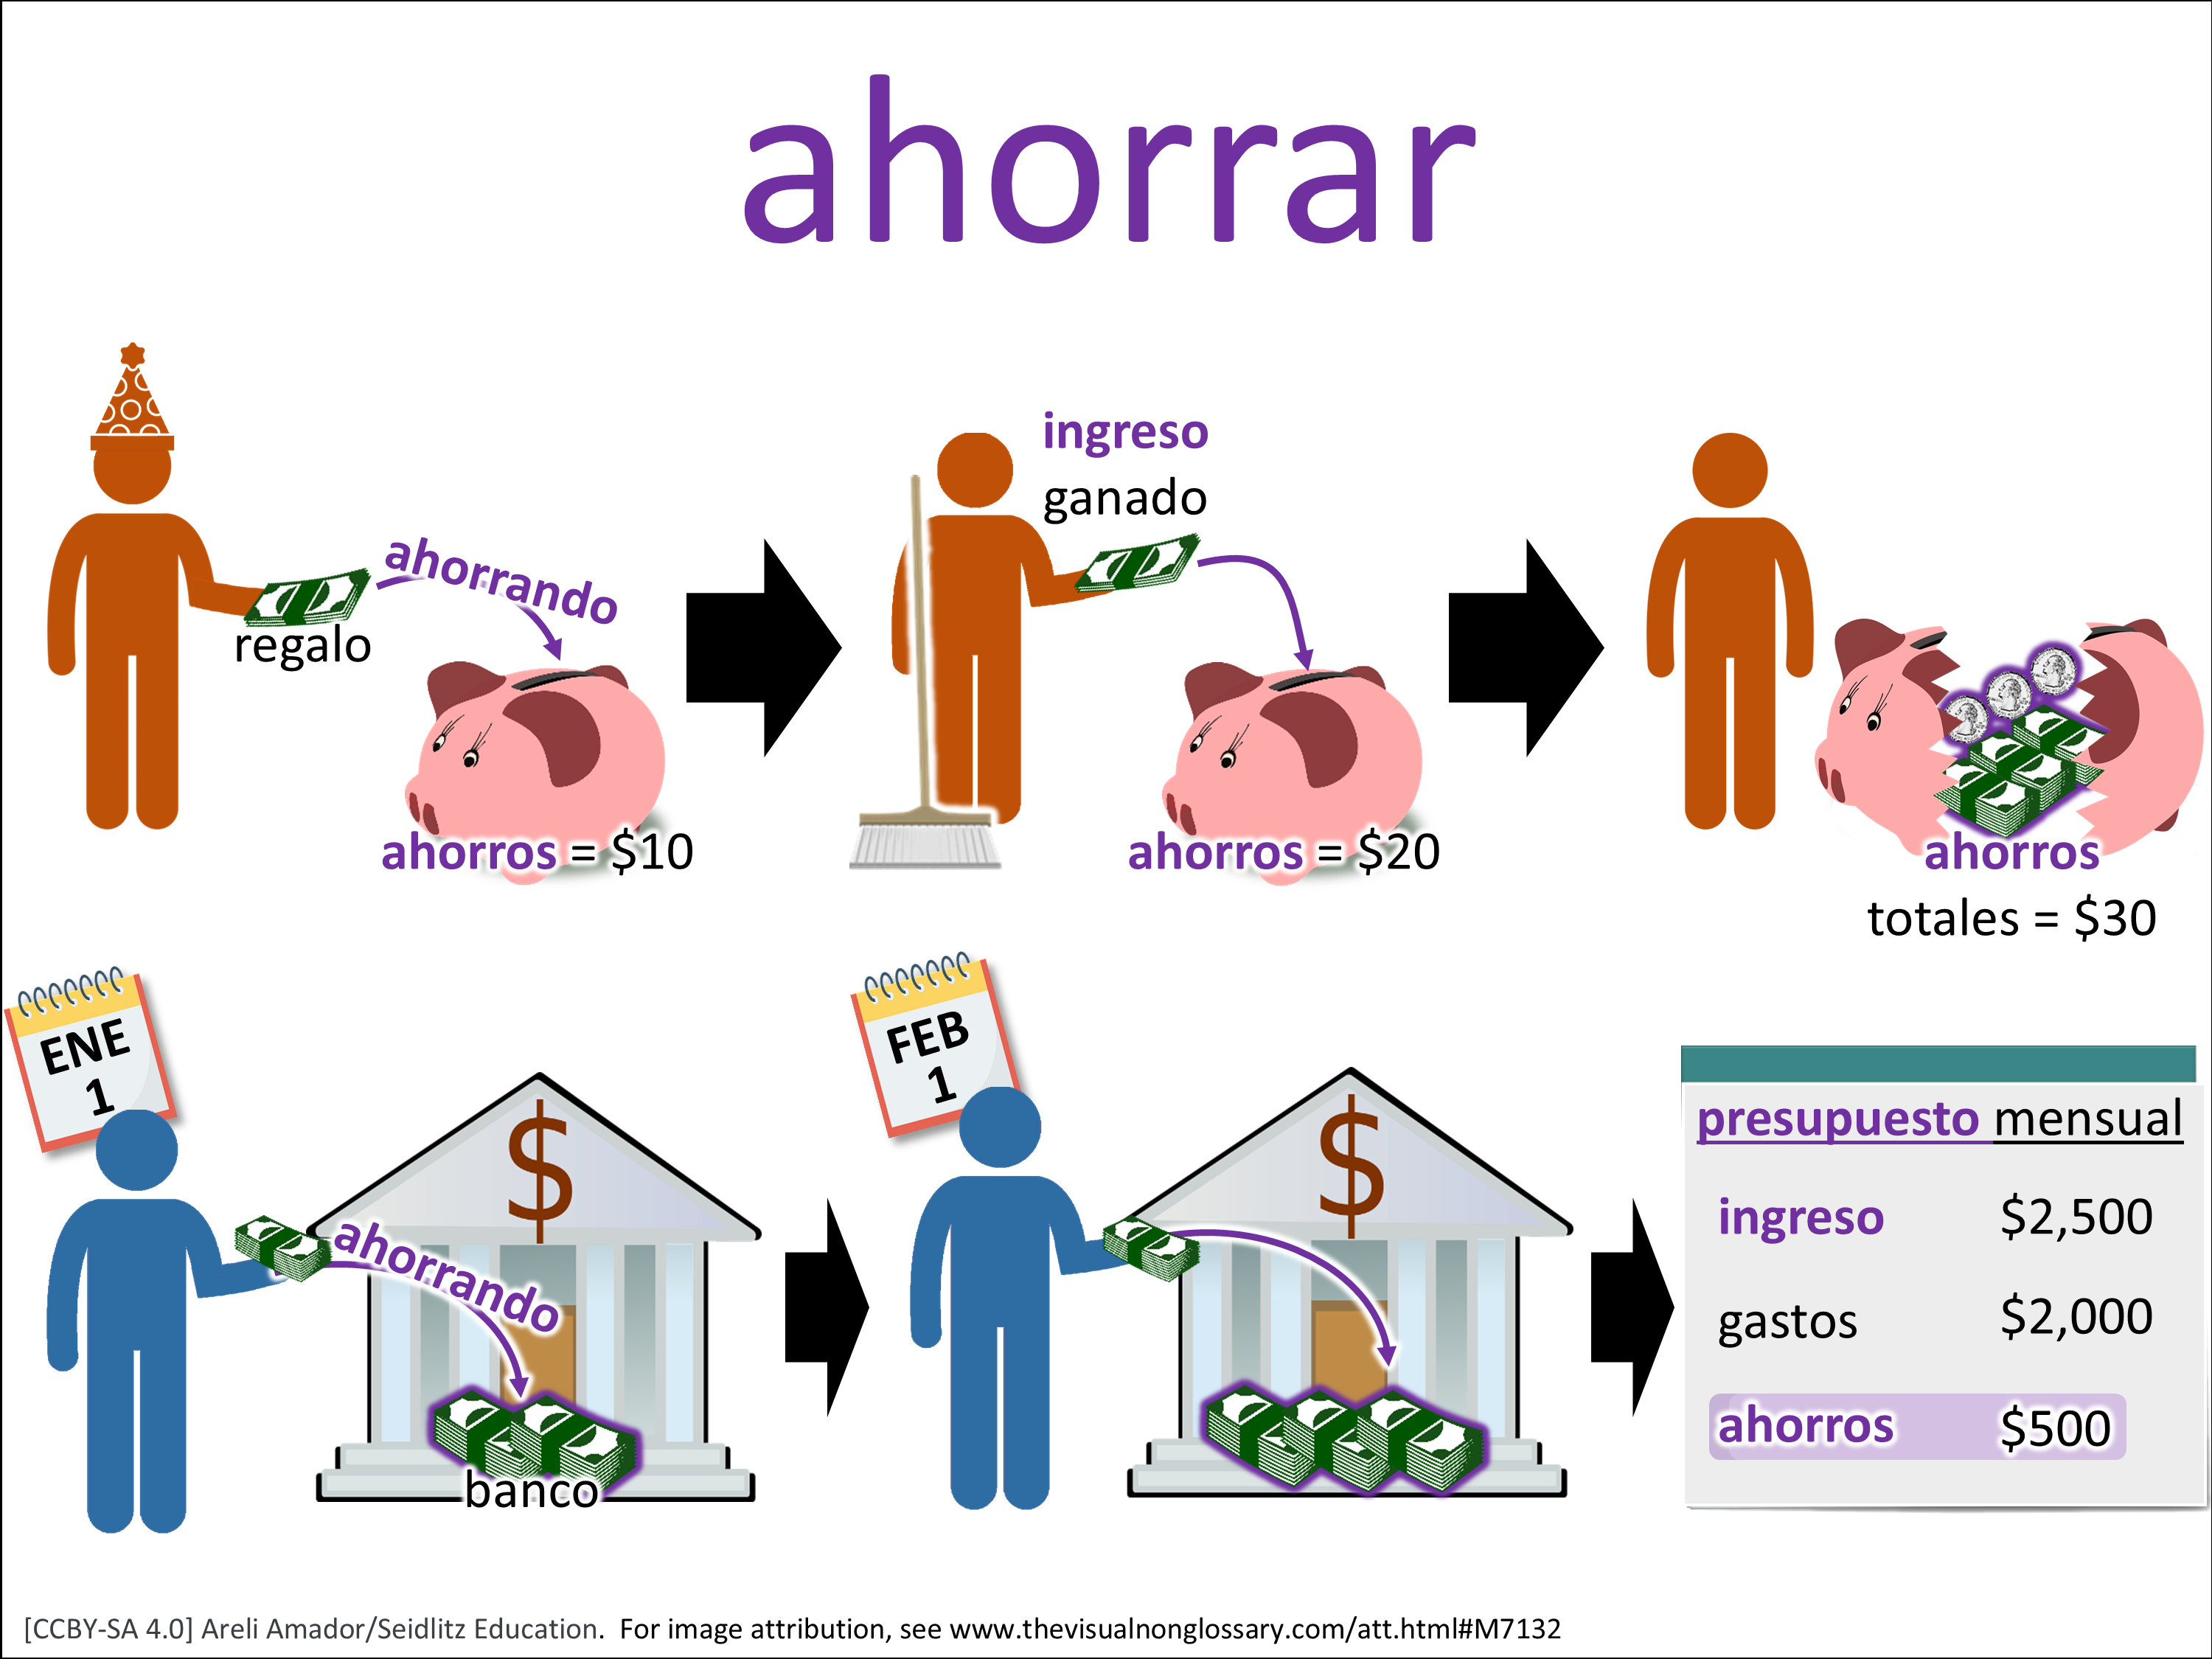 ahorrar
regalo
ahorrando
ahorros = $10
ingreso
ganado
ahorros = $20
ahorros
totales = $30
ENE
1
$
ahorrando
banco
FEB
1
$
presupuesto mensual
ingreso $2,500
gastos $2,000
ahorros $500
[CCBY-SA 4.0] Areli Amador/Seidlitz Education. For image attribution, see www.thevisualnonglossary.com/att.html#M7132